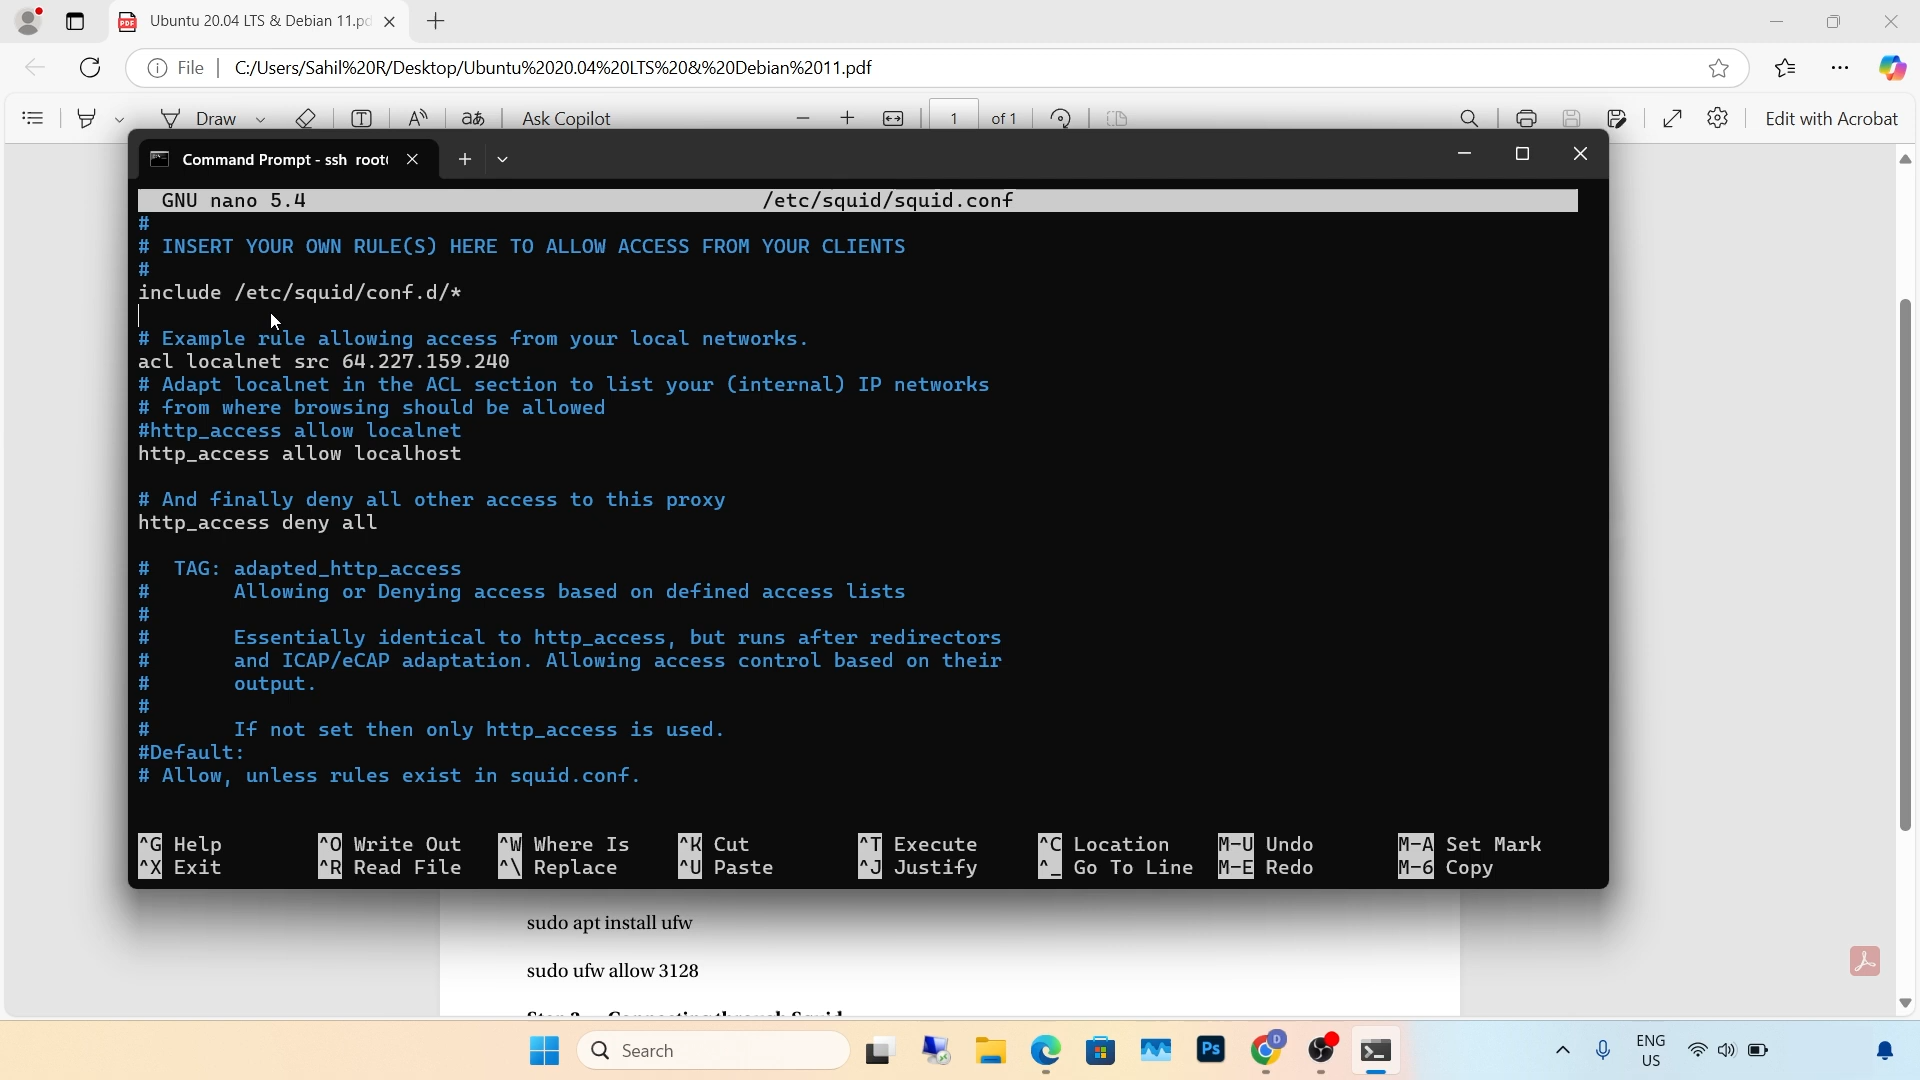 Ubuntu 20.04 LTS & Debian 11.pd
File
C:/Users/Sahil%20R/Desktop/Ubuntu%2020.04%20LTS%20&%20Debian%2011.pdf
Draw
Ask Copilot
1 of 1
Edit with Acrobat
Command Prompt - ssh root
GNU nano 5.4 /etc/squid/squid.conf
#
# INSERT YOUR OWN RULE(S) HERE TO ALLOW ACCESS FROM YOUR CLIENTS
#
include /etc/squid/conf.d/*
# Example rule allowing access from your local networks.
acl localnet src 64.227.159.240
# Adapt localnet in the ACL section to list your (internal) IP networks
# from where browsing should be allowed
#http_access allow localnet
http_access allow localhost
# And finally deny all other access to this proxy
http_access deny all
#  TAG: adapted_http_access
#       Allowing or Denying access based on defined access lists
#
#       Essentially identical to http_access, but runs after redirectors
#       and ICAP/eCAP adaptation. Allowing access control based on their
#       output.
#
#       If not set then only http_access is used.
#Default:
# Allow, unless rules exist in squid.conf.
^G Help ^O Write Out ^W Where Is ^K Cut ^T Execute ^C Location M-U Undo M-A Set Mark
^X Exit ^R Read File ^\ Replace ^U Paste ^J Justify ^_ Go To Line M-E Redo M-6 Copy
sudo apt install ufw
sudo ufw allow 3128
Search
ENG
US